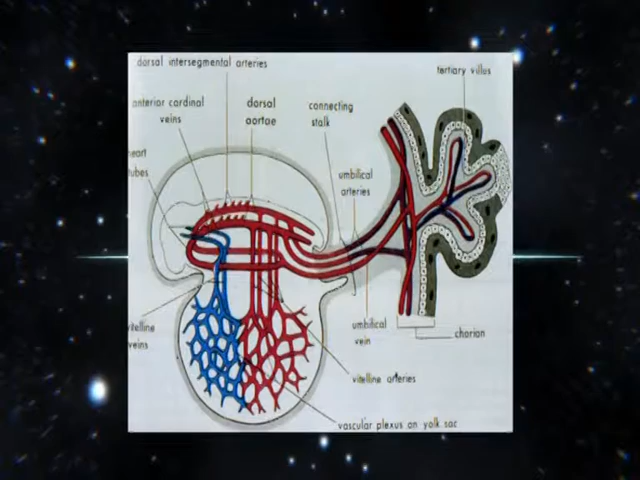 dorsal intersegmental arteries
tertiary villus
anterior cardinal
veins
dorsal
aortae
connecting
stalk
heart
tubes
umbilical
arteries
vitelline
veins
umbilical
vein
chorion
vitelline arteries
vascular plexus on yolk sac